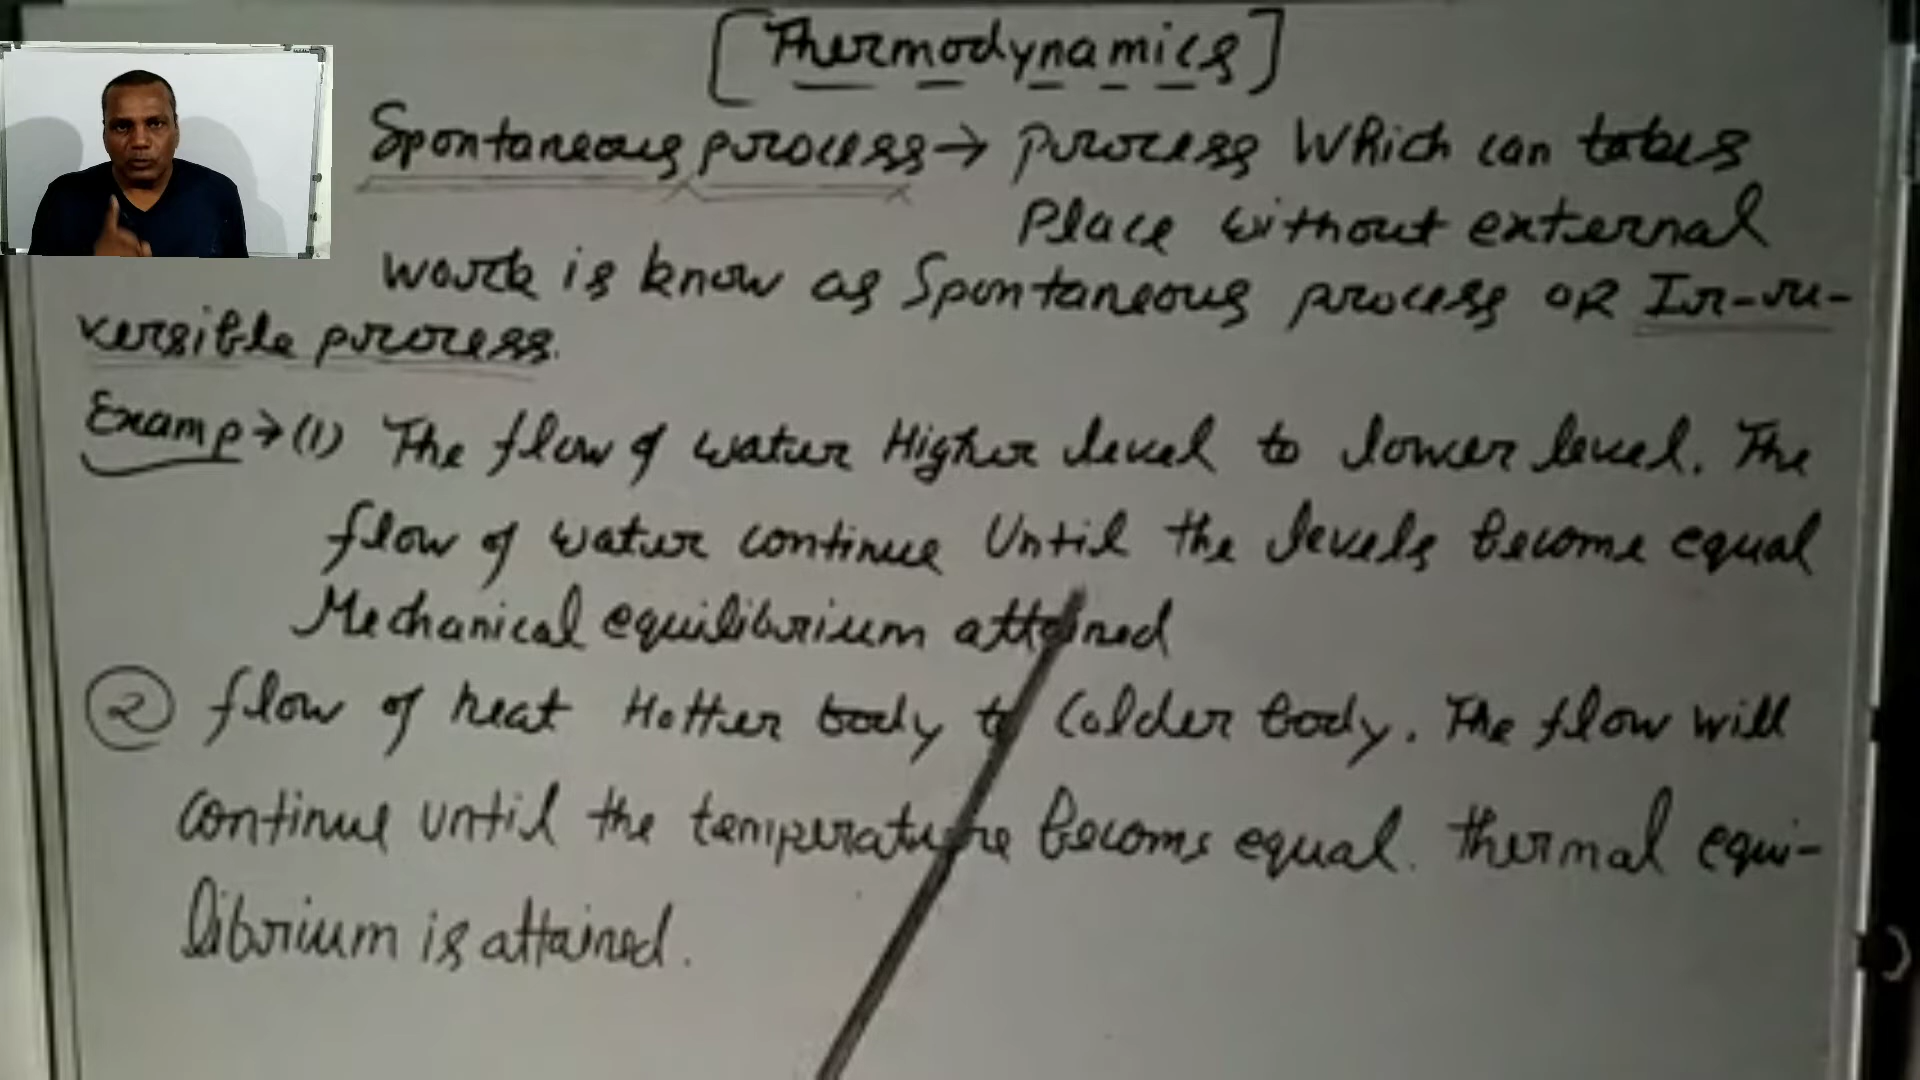 [Thermodynamics]
Spontaneous process → process Which can takes
Place without external
work is know as Spontaneous process OR Ir-re-
versible process.
Examp → (1) The flow of water Higher level to lower level. The
flow of water continue Until the levels become equal
Mechanical equilibrium attained
2 flow of heat Hotter body to Colder body. The flow will
continue until the temperature becoms equal. thermal equi-
librium is attained.